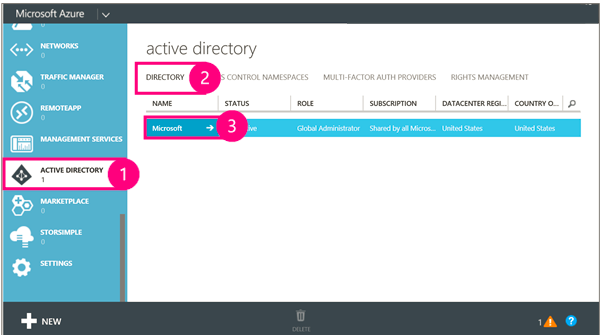 Microsoft Azure
NETWORKS
0
TRAFFIC MANAGER
0
REMOTEAPP
0
MANAGEMENT SERVICES
ACTIVE DIRECTORY
1
1
MARKETPLACE
0
STORSIMPLE
0
SETTINGS
active directory
DIRECTORY 2 S CONTROL NAMESPACES MULTI-FACTOR AUTH PROVIDERS RIGHTS MANAGEMENT
NAME STATUS ROLE SUBSCRIPTION DATACENTER REGI... COUNTRY O...
Microsoft 3 ive Global Administrator Shared by all Micros... United States United States
NEW
DELETE
1
?